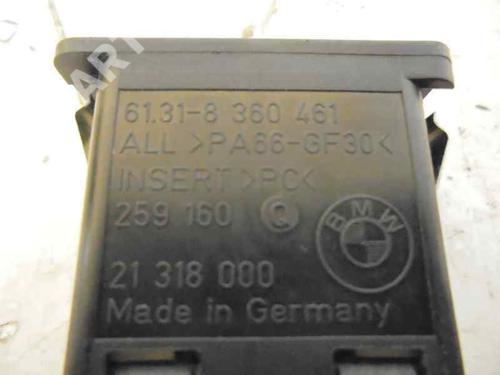 61.31-8 360 461
ALL >PA66-GF30<
INSERT >PC<
259 160 Q
BMW
21 318 000
Made in Germany